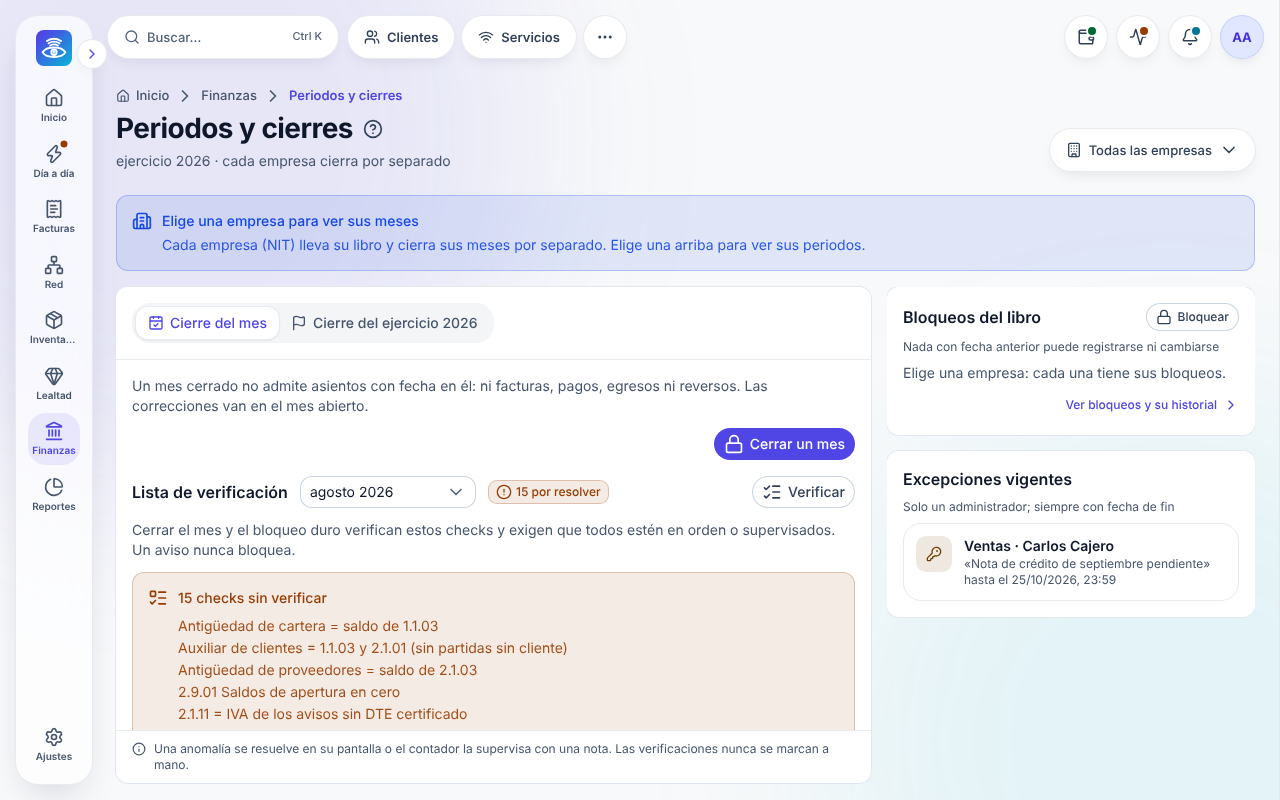 Buscar...
Ctrl K
Clientes
Servicios
AA
Inicio
Día a día
Facturas
Red
Inventa...
Lealtad
Finanzas
Reportes
Ajustes
Inicio
Finanzas
Periodos y cierres
Periodos y cierres
ejercicio 2026 · cada empresa cierra por separado
Todas las empresas
Elige una empresa para ver sus meses
Cada empresa (NIT) lleva su libro y cierra sus meses por separado. Elige una arriba para ver sus periodos.
Cierre del mes
Cierre del ejercicio 2026
Un mes cerrado no admite asientos con fecha en él: ni facturas, pagos, egresos ni reversos. Las
correcciones van en el mes abierto.
Cerrar un mes
Lista de verificación
agosto 2026
15 por resolver
Verificar
Cerrar el mes y el bloqueo duro verifican estos checks y exigen que todos estén en orden o supervisados.
Un aviso nunca bloquea.
15 checks sin verificar
Antigüedad de cartera = saldo de 1.1.03
Auxiliar de clientes = 1.1.03 y 2.1.01 (sin partidas sin cliente)
Antigüedad de proveedores = saldo de 2.1.03
2.9.01 Saldos de apertura en cero
2.1.11 = IVA de los avisos sin DTE certificado
Una anomalía se resuelve en su pantalla o el contador la supervisa con una nota. Las verificaciones nunca se marcan a
mano.
Bloqueos del libro
Bloquear
Nada con fecha anterior puede registrarse ni cambiarse
Elige una empresa: cada una tiene sus bloqueos.
Ver bloqueos y su historial
Excepciones vigentes
Solo un administrador; siempre con fecha de fin
Ventas · Carlos Cajero
«Nota de crédito de septiembre pendiente»
hasta el 25/10/2026, 23:59